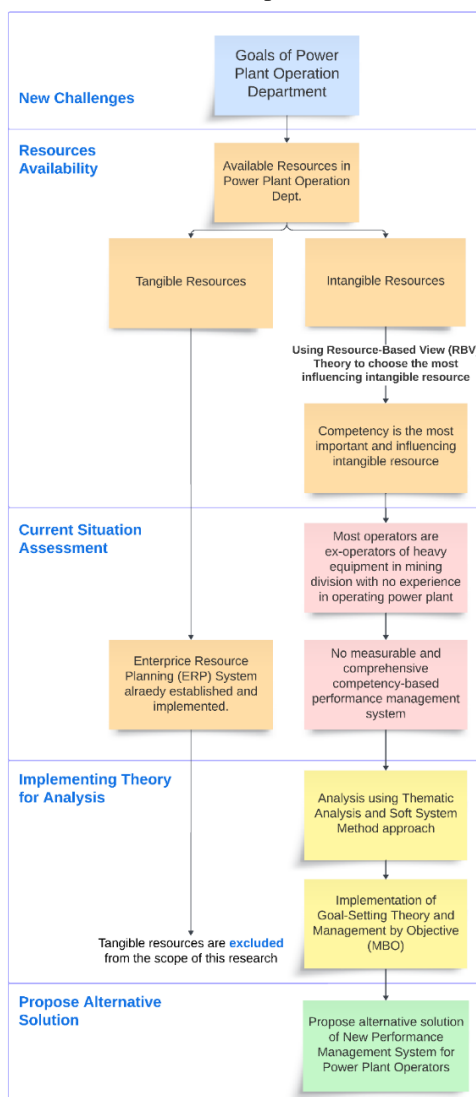 Goals of Power
Plant Operation
Department
New Challenges
Resources
Availability
Available Resources in
Power Plant Operation
Dept.
Tangible Resources
Intangible Resources
Using Resource-Based View (RBV
Theory to choose the most
influencing intangible resource
Competency is the most
important and influencing
intangible resource
Current Situation
Assessment
Most operators are
ex-operators of heavy
equipment in mining
division with no experience
in operating power plant
Enterprice Resource
Planning (ERP) System
alraedy established and
implemented.
No measurable and
comprehensive
competency-based
performance management
system
Implementing Theory
for Analysis
Analysis using Thematic
Analysis and Soft System
Method approach
Implementation of
Goal-Setting Theory and
Management by Objective
(MBO)
Tangible resources are excluded
from the scope of this research
Propose Alternative
Solution
Propose alternative solution
of New Performance
Management System for
Power Plant Operators